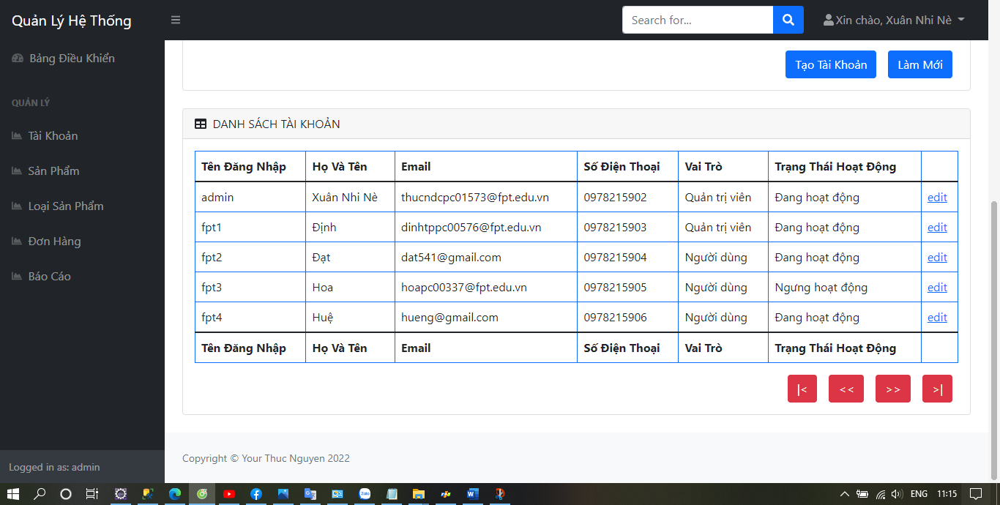 Quản Lý Hệ Thống
Search for...
Xin chào, Xuân Nhi Nè
Bảng Điều Khiển
QUẢN LÝ
Tài Khoản
Sản Phẩm
Loại Sản Phẩm
Đơn Hàng
Báo Cáo
Logged in as: admin
Tạo Tài Khoản Làm Mới
DANH SÁCH TÀI KHOẢN
Tên Đăng Nhập Họ Và Tên Email Số Điện Thoại Vai Trò Trạng Thái Hoạt Động
admin Xuân Nhi Nè thucndcpc01573@fpt.edu.vn 0978215902 Quản trị viên Đang hoạt động edit
fpt1 Định dinhtppc00576@fpt.edu.vn 0978215903 Quản trị viên Đang hoạt động edit
fpt2 Đạt dat541@gmail.com 0978215904 Người dùng Đang hoạt động edit
fpt3 Hoa hoapc00337@fpt.edu.vn 0978215905 Người dùng Ngưng hoạt động edit
fpt4 Huệ hueng@gmail.com 0978215906 Người dùng Đang hoạt động edit
Tên Đăng Nhập Họ Và Tên Email Số Điện Thoại Vai Trò Trạng Thái Hoạt Động
|< << >> >|
Copyright © Your Thuc Nguyen 2022
Zalo W ENG 11:15